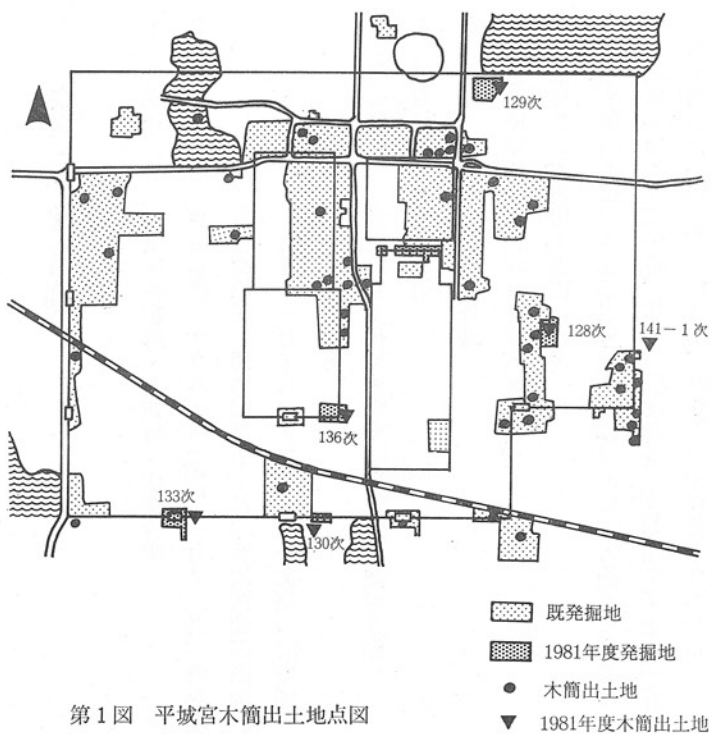 129次
128次
141-1次
136次
133次
130次
既発掘地
1981年度発掘地
木簡出土地
1981年度木簡出土地
第1図 平城宮木簡出土地点図